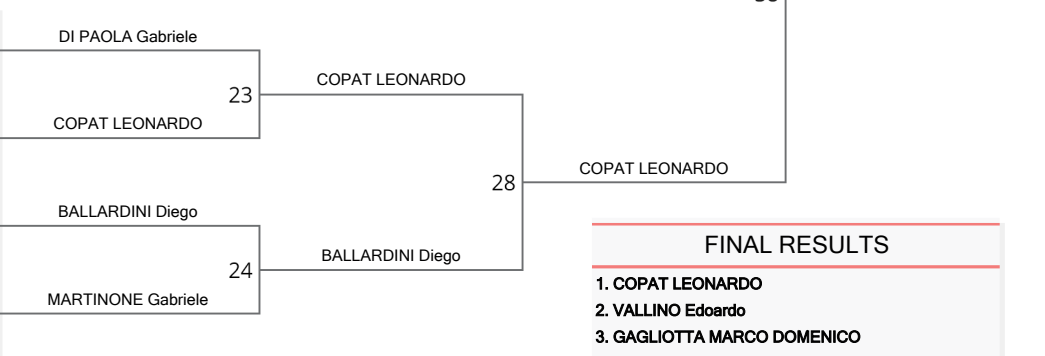 DI PAOLA Gabriele
23
COPAT LEONARDO
COPAT LEONARDO
28
COPAT LEONARDO
BALLARDINI Diego
24
BALLARDINI Diego
MARTINONE Gabriele
FINAL RESULTS
1. COPAT LEONARDO
2. VALLINO Edoardo
3. GAGLIOTTA MARCO DOMENICO